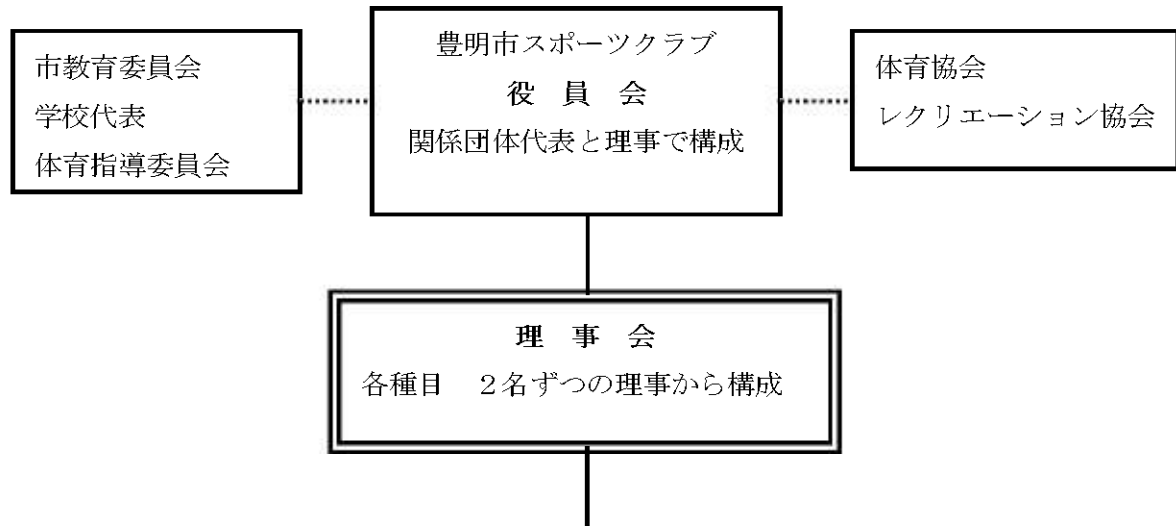 市教育委員会
学校代表
体育指導委員会
豊明市スポーツクラブ
役 員 会
関係団体代表と理事で構成
体育協会
レクリエーション協会
理 事 会
各種目 2名ずつの理事から構成